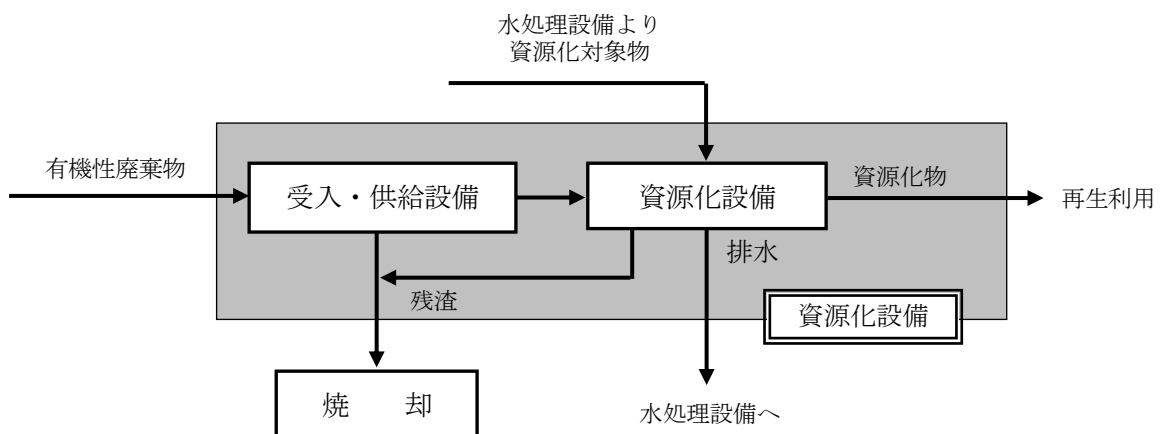 水処理設備より
資源化対象物
有機性廃棄物
受入・供給設備
資源化設備
資源化物
再生利用
排水
残渣
資源化設備
焼　却
水処理設備へ